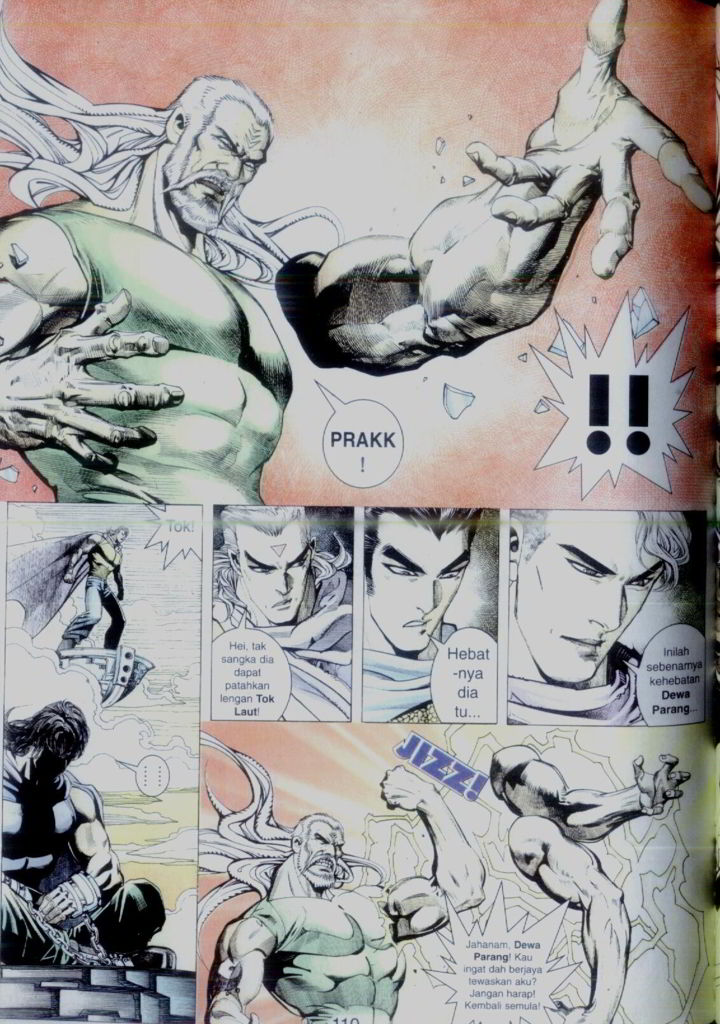 PRAKK
!
!!
Tok!
Hei, tak
sangka dia
dapat
patahkan
lengan Tok
Laut!
Hebat
-nya
dia
tu...
Inilah
sebenarnya
kehebatan
Dewa
Parang...
......
JIZZ!
Jahanam, Dewa
Parang! Kau
ingat dah berjaya
tewaskan aku?
Jangan harap!
Kembali semula!
110